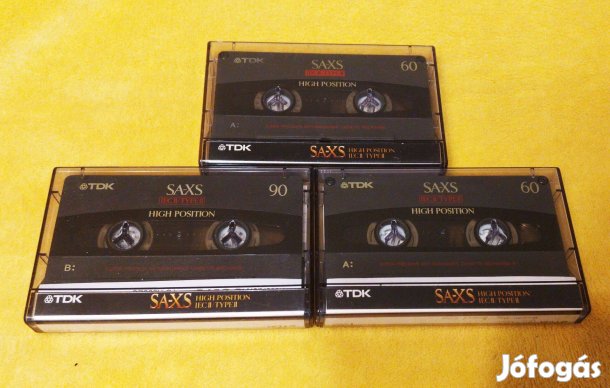 TDK SA-XS 60
IEC II/TYPE II
HIGH POSITION
A:
TDK SA-XS HIGH POSITION
IEC II/TYPE II
TDK SA-XS 90
IEC II/TYPE II
HIGH POSITION
B:
TDK SA-XS HIGH POSITION
IEC II/TYPE II
TDK SA-XS 60
IEC II/TYPE II
HIGH POSITION
A:
TDK SA-XS HIGH POSITION
IEC II/TYPE II
Jófogás